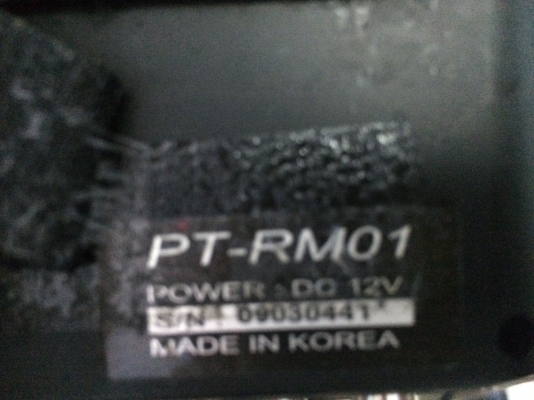 PT-RM01
POWER : DC 12V
S/N : 09030441
MADE IN KOREA